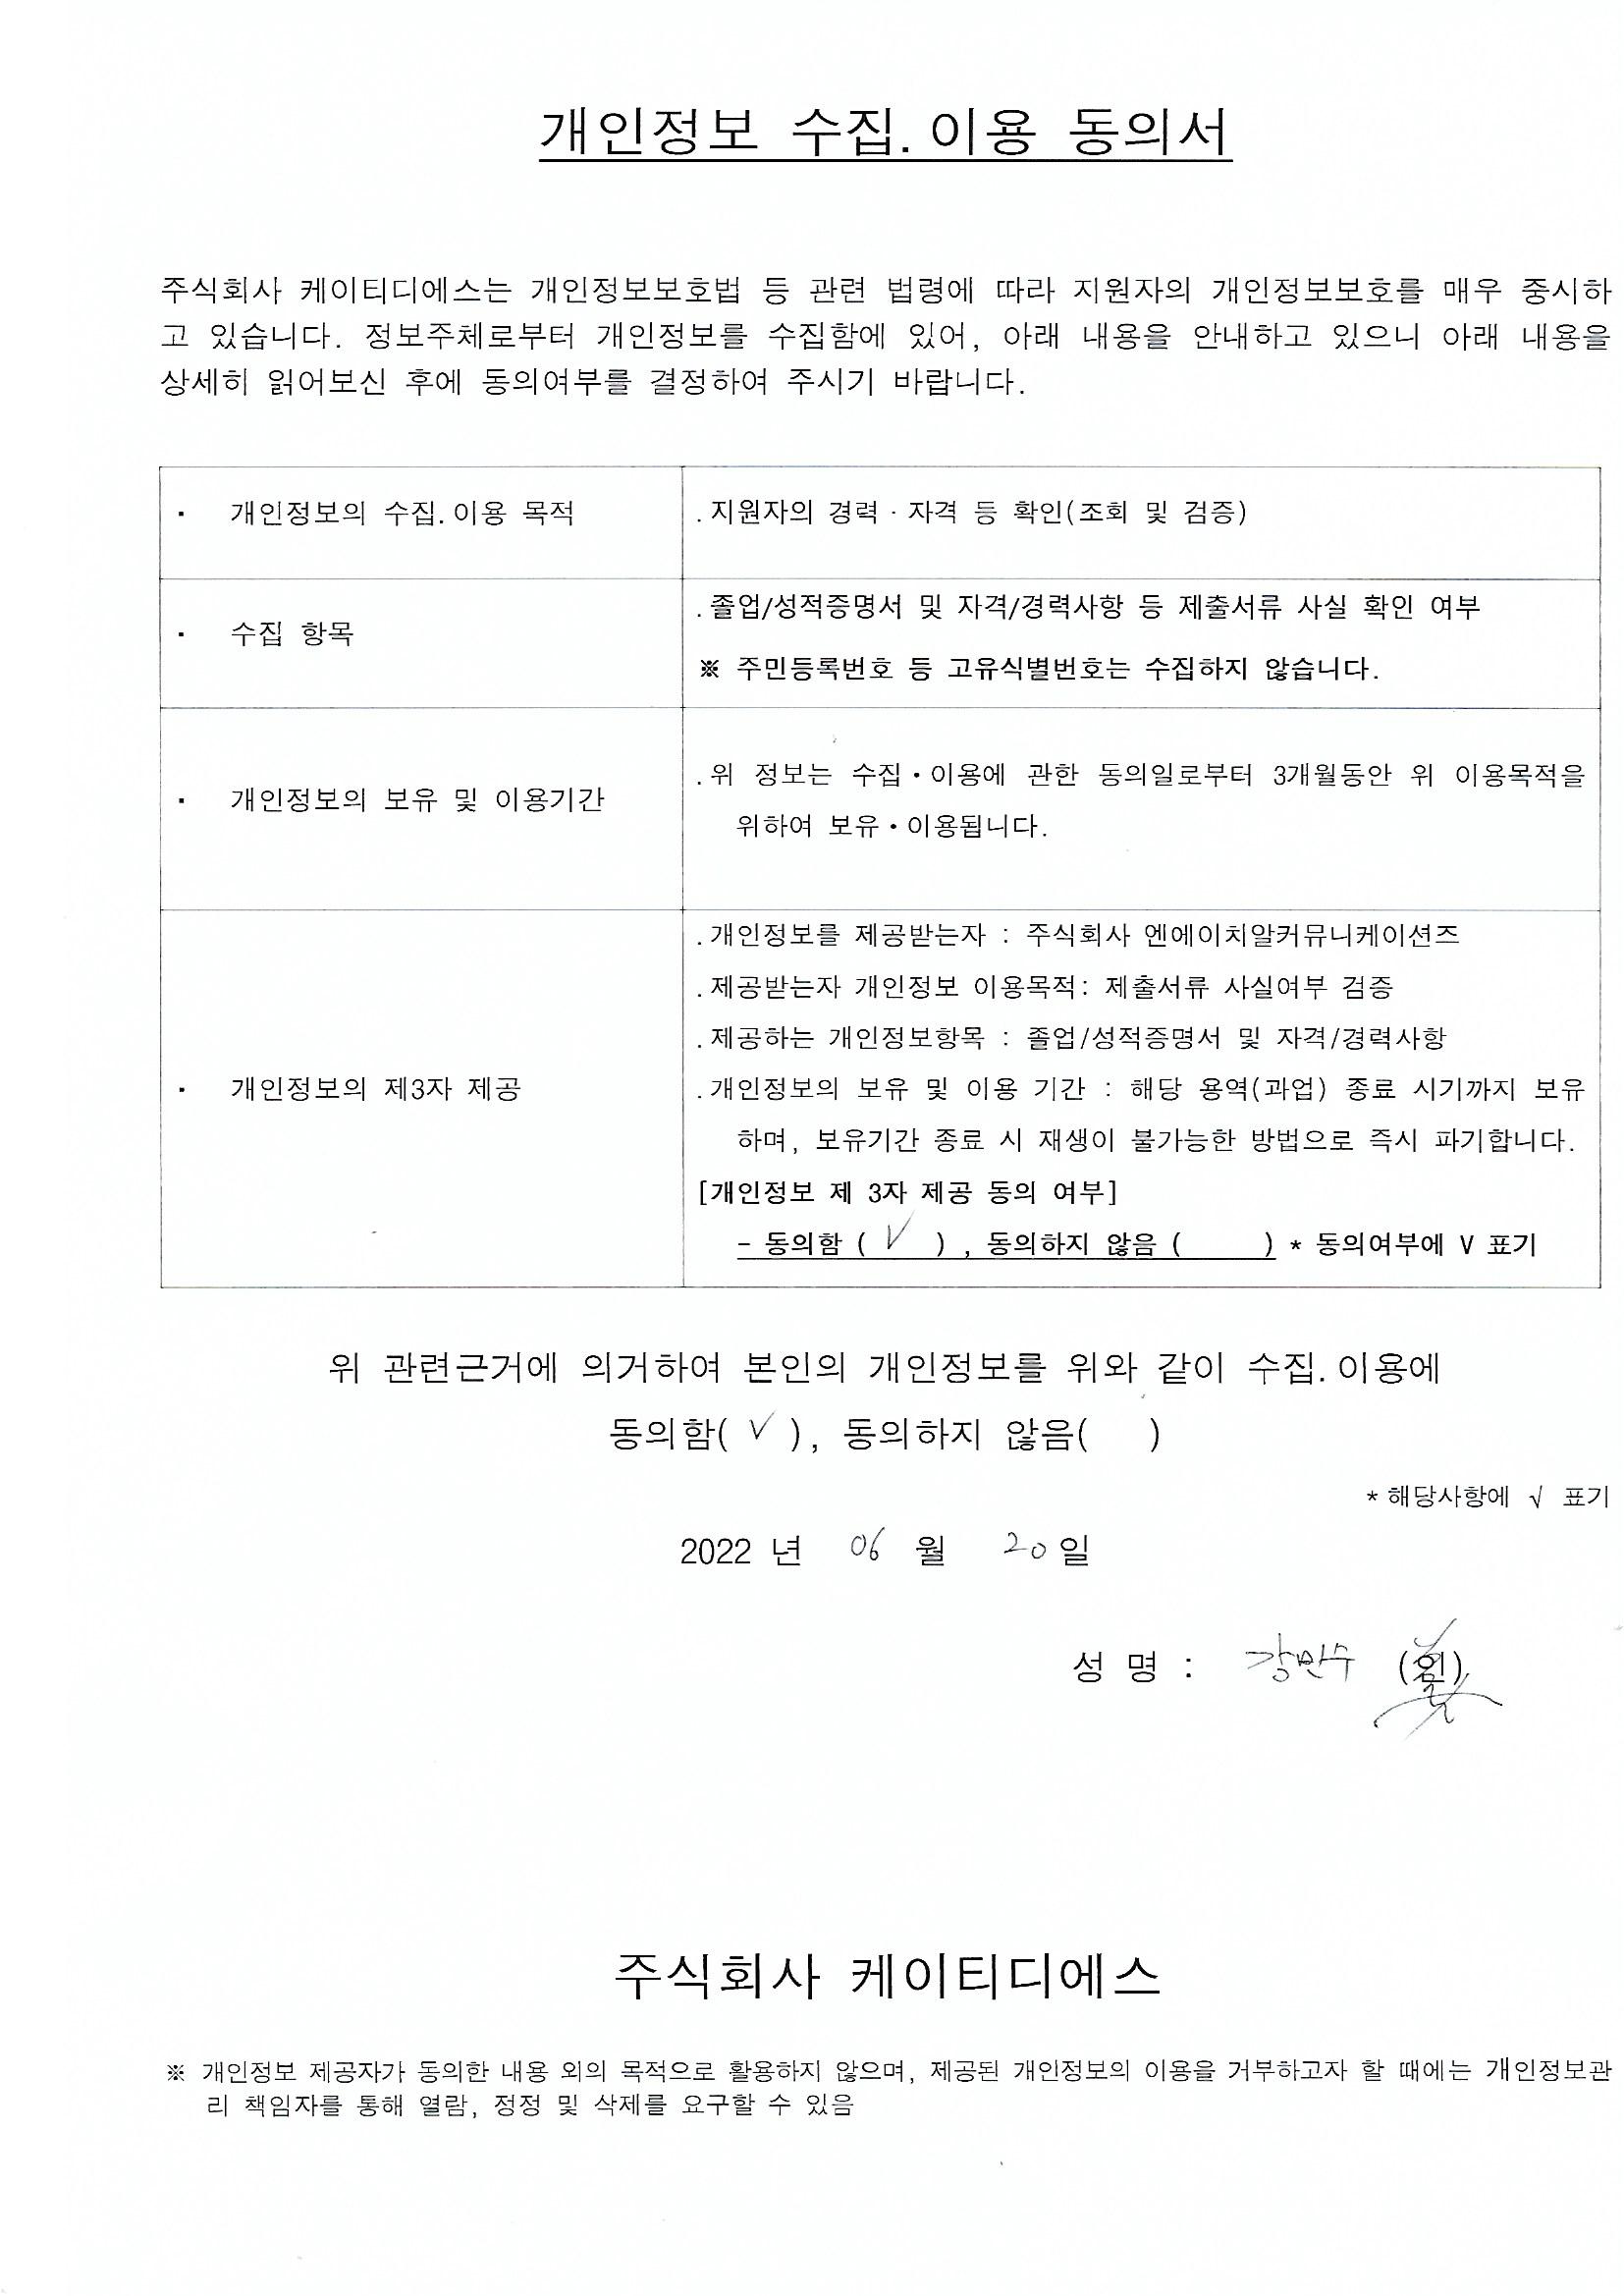 개인정보 수집. 이용 동의서
주식회사 케이티디에스는 개인정보보호법 등 관련 법령에 따라 지원자의 개인정보보호를 매우 중시하
고 있습니다. 정보주체로부터 개인정보를 수집함에 있어, 아래 내용을 안내하고 있으니 아래 내용을
상세히 읽어보신 후에 동의여부를 결정하여 주시기 바랍니다.
· 개인정보의 수집. 이용 목적
. 지원자의 경력 · 자격 등 확인(조회 및 검증)
· 수집 항목
. 졸업/성적증명서 및 자격/경력사항 등 제출서류 사실 확인 여부
※ 주민등록번호 등 고유식별번호는 수집하지 않습니다.
· 개인정보의 보유 및 이용기간
. 위 정보는 수집·이용에 관한 동의일로부터 3개월동안 위 이용목적을
위하여 보유·이용됩니다.
· 개인정보의 제3자 제공
. 개인정보를 제공받는자 : 주식회사 엔에이치알커뮤니케이션즈
. 제공받는자 개인정보 이용목적: 제출서류 사실여부 검증
. 제공하는 개인정보항목 : 졸업/성적증명서 및 자격/경력사항
. 개인정보의 보유 및 이용 기간 : 해당 용역(과업) 종료 시기까지 보유
하며, 보유기간 종료 시 재생이 불가능한 방법으로 즉시 파기합니다.
[개인정보 제 3자 제공 동의 여부]
- 동의함 ( V ) , 동의하지 않음 ( ) * 동의여부에 V 표기
위 관련근거에 의거하여 본인의 개인정보를 위와 같이 수집. 이용에
동의함( V ), 동의하지 않음( )
* 해당사항에 √ 표기
2022 년 06 월 20 일
성 명 : 강민수 (인)
주식회사 케이티디에스
※ 개인정보 제공자가 동의한 내용 외의 목적으로 활용하지 않으며, 제공된 개인정보의 이용을 거부하고자 할 때에는 개인정보관
리 책임자를 통해 열람, 정정 및 삭제를 요구할 수 있음